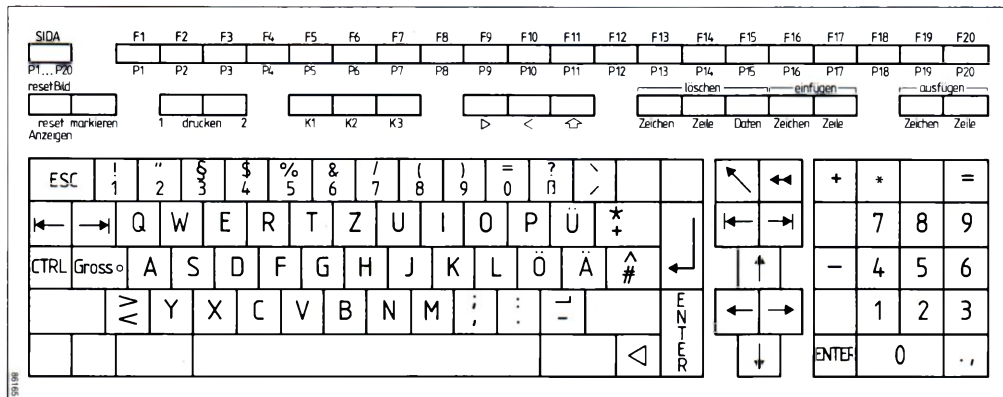 SIDA F1 F2 F3 F4 F5 F6 F7 F8 F9 F10 F11 F12 F13 F14 F15 F16 F17 F18 F19 F20
P1...P20 P1 P2 P3 P4 P5 P6 P7 P8 P9 P10 P11 P12 P13 P14 P15 P16 P17 P18 P19 P20
reset Bild löschen einfügen ausfügen
reset markieren 1 drucken 2 K1 K2 K3 ▷ < ⇧ Zeichen Zeile Daten Zeichen Zeile Zeichen Zeile
Anzeigen
! " § $ % & / ( ) = ? \
ESC 1 2 3 4 5 6 7 8 9 0 ß / ↖ ◄◄ + * =
|← →| Q W E R T Z U I O P Ü * + |← →| 7 8 9
CTRL Gross○ A S D F G H J K L Ö Ä ^ # ↵ ↑ − 4 5 6
> < Y X C V B N M ; , : . − ENTER ← → 1 2 3
◁ ↓ ENTER 0 . ,
86165